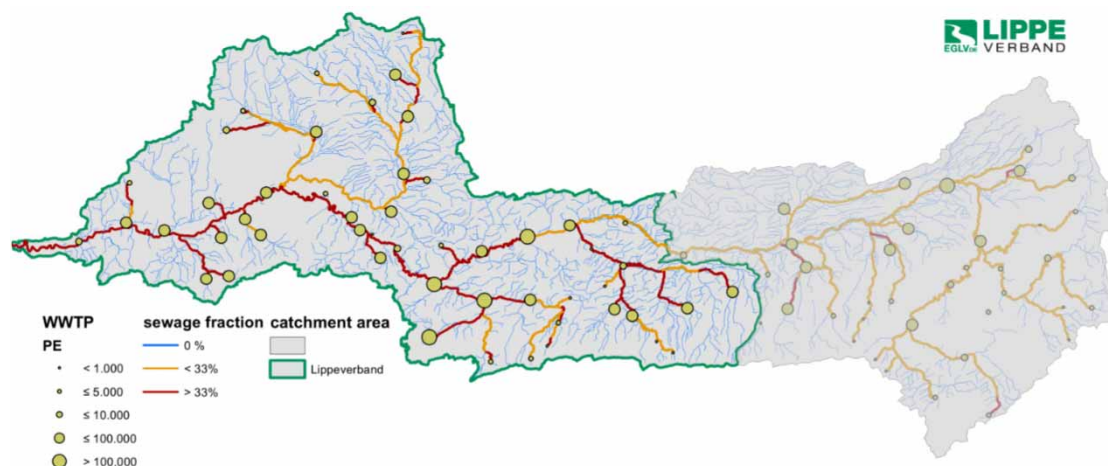 EGLV.DE LIPPE
VERBAND
WWTP sewage fraction catchment area
PE
0 %
< 1.000 < 33% Lippeverband
≤ 5.000 > 33%
≤ 10.000
≤ 100.000
> 100.000